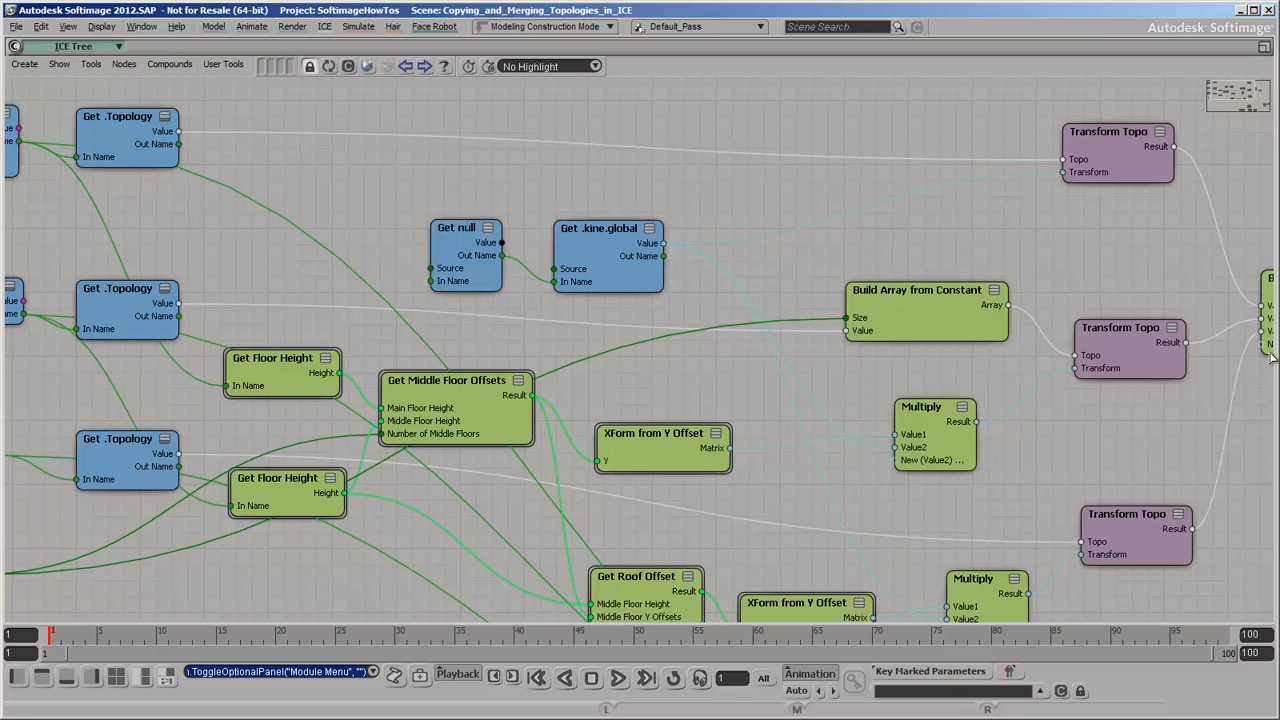 Autodesk Softimage 2012.SAP - Not for Resale (64-bit) Project: SoftimageHowTos Scene: Copying_and_Merging_Topologies_in_ICE
File Edit View Display Window Help Model Animate Render ICE Simulate Hair Face Robot Modeling Construction Mode Default_Pass Scene Search Autodesk Softimage
ICE Tree
Create Show Tools Nodes Compounds User Tools No Highlight
Get .Topology
Value
Out Name
In Name
Transform Topo
Result
Topo
Transform
Get null
Value
Out Name
Source
In Name
Get .kine.global
Value
Out Name
Source
In Name
Get .Topology
Value
Out Name
In Name
Build Array from Constant
Array
Size
Value
Transform Topo
Result
Topo
Transform
Get Floor Height
Height
In Name
Get Middle Floor Offsets
Result
Main Floor Height
Middle Floor Height
Number of Middle Floors
Multiply
Result
Value1
Value2
New (Value2) ...
XForm from Y Offset
Matrix
Y
Get .Topology
Value
Out Name
In Name
Get Floor Height
Height
In Name
Transform Topo
Result
Topo
Transform
Get Roof Offset
Result
Middle Floor Height
Middle Floor Y Offsets
XForm from Y Offset
Matrix
Multiply
Result
Value1
Value2
1 1 5 10 15 20 25 30 35 40 45 50 55 60 65 70 75 80 85 90 95 100
1 1 100 100
n.ToggleOptionalPanel("Module Menu", "") Playback 1 All Animation Key Marked Parameters
Auto
L M R